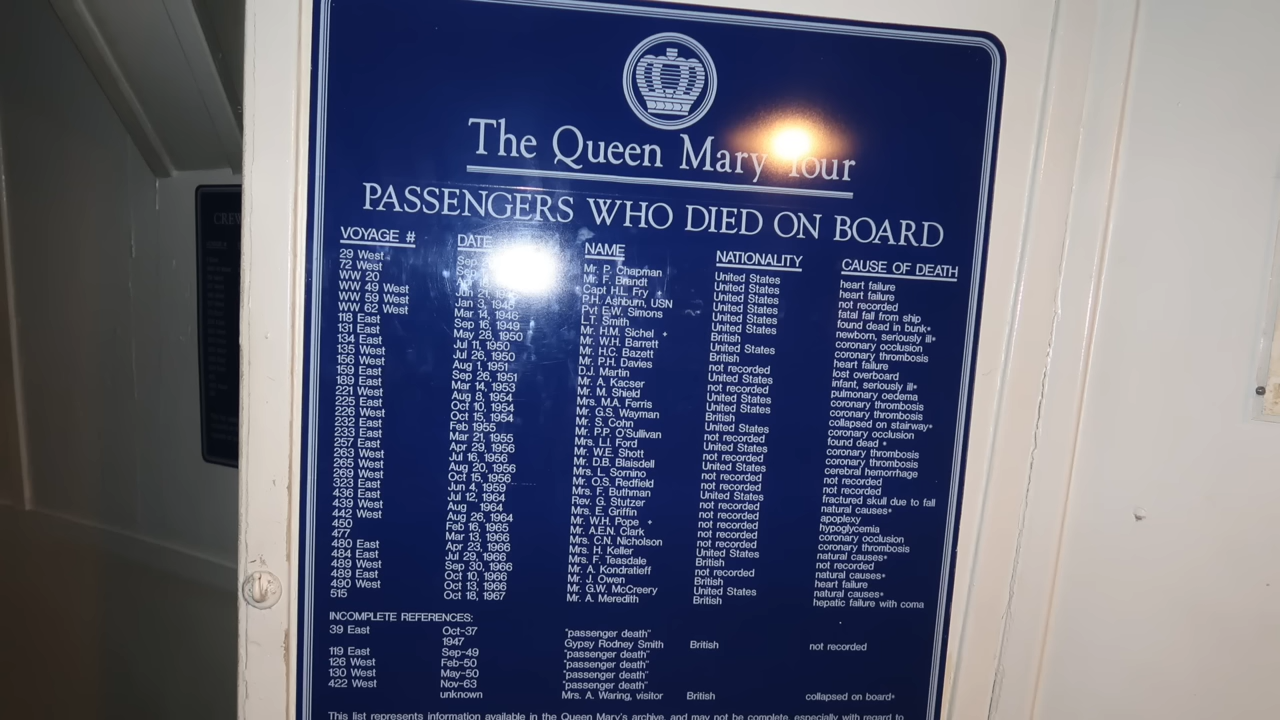 The Queen Mary Tour
PASSENGERS WHO DIED ON BOARD
VOYAGE # DATE NAME NATIONALITY CAUSE OF DEATH
29 West Sep Mr. P. Chapman United States heart failure
72 West Sep Mr. F. Brandt United States heart failure
WW 20 Capt H.L. Fry + United States not recorded
WW 49 West Jun 21, P.H. Ashburn, USN United States fatal fall from ship
WW 59 West Jan 3, 1946 Pvt E.W. Simons United States found dead in bunk*
WW 62 West Mar 14, 1946 L.T. Smith United States newborn, seriously ill*
118 East Sep 16, 1949 Mr. H.M. Sichel + British coronary occlusion
131 East May 28, 1950 Mr. W.H. Barrett United States coronary thrombosis
134 East Jul 11, 1950 Mr. H.C. Bazett British heart failure
135 West Jul 26, 1950 Mr. P.H. Davies not recorded lost overboard
156 West Aug 1, 1951 D.J. Martin United States infant, seriously ill*
159 East Sep 26, 1951 Mr. A. Kacser not recorded pulmonary oedema
189 East Mar 14, 1953 Mr. M. Shield United States coronary thrombosis
221 West Aug 8, 1954 Mrs. M.A. Ferris United States coronary thrombosis
225 East Oct 10, 1954 Mr. G.S. Wayman British collapsed on stairway*
226 West Oct 15, 1954 Mr. S. Cohn United States coronary occlusion
232 East Feb 1955 Mr. P.P. O'Sullivan not recorded found dead *
233 East Mar 21, 1955 Mrs. L.I. Ford United States coronary thrombosis
257 East Apr 29, 1956 Mr. W.E. Shott not recorded coronary thrombosis
263 West Jul 16, 1956 Mr. D.B. Blaisdell United States cerebral hemorrhage
265 West Aug 20, 1956 Mrs. L. Sornino not recorded not recorded
269 West Oct 15, 1956 Mr. O.S. Redfield not recorded not recorded
323 East Jun 4, 1959 Mrs. F. Buthman United States fractured skull due to fall
436 East Jul 12, 1964 Rev. G. Stutzer not recorded natural causes*
439 West Aug 1964 Mrs. E. Griffin not recorded apoplexy
442 West Aug 26, 1964 Mr. W.H. Pope + not recorded hypoglycemia
450 Feb 16, 1965 Mr. A.E.N. Clark not recorded coronary occlusion
477 Mar 13, 1966 Mrs. C.N. Nicholson not recorded coronary thrombosis
480 East Apr 23, 1966 Mrs. H. Keller United States natural causes*
484 East Jul 29, 1966 Mrs. F. Teasdale British not recorded
489 West Sep 30, 1966 Mr. A. Kondratieff not recorded natural causes*
489 East Oct 10, 1966 Mr. J. Owen British heart failure
490 West Oct 13, 1966 Mr. G.W. McCreery United States natural causes*
515 Oct 18, 1967 Mr. A. Meredith British hepatic failure with coma
INCOMPLETE REFERENCES:
39 East Oct-37 "passenger death"
1947 Gypsy Rodney Smith British not recorded
119 East Sep-49 "passenger death"
126 West Feb-50 "passenger death"
130 West May-50 "passenger death"
422 West Nov-63 "passenger death"
unknown Mrs. A. Waring, visitor British collapsed on board*
This list represents information available in the Queen Mary's archive, and may not be complete, especially with regard to